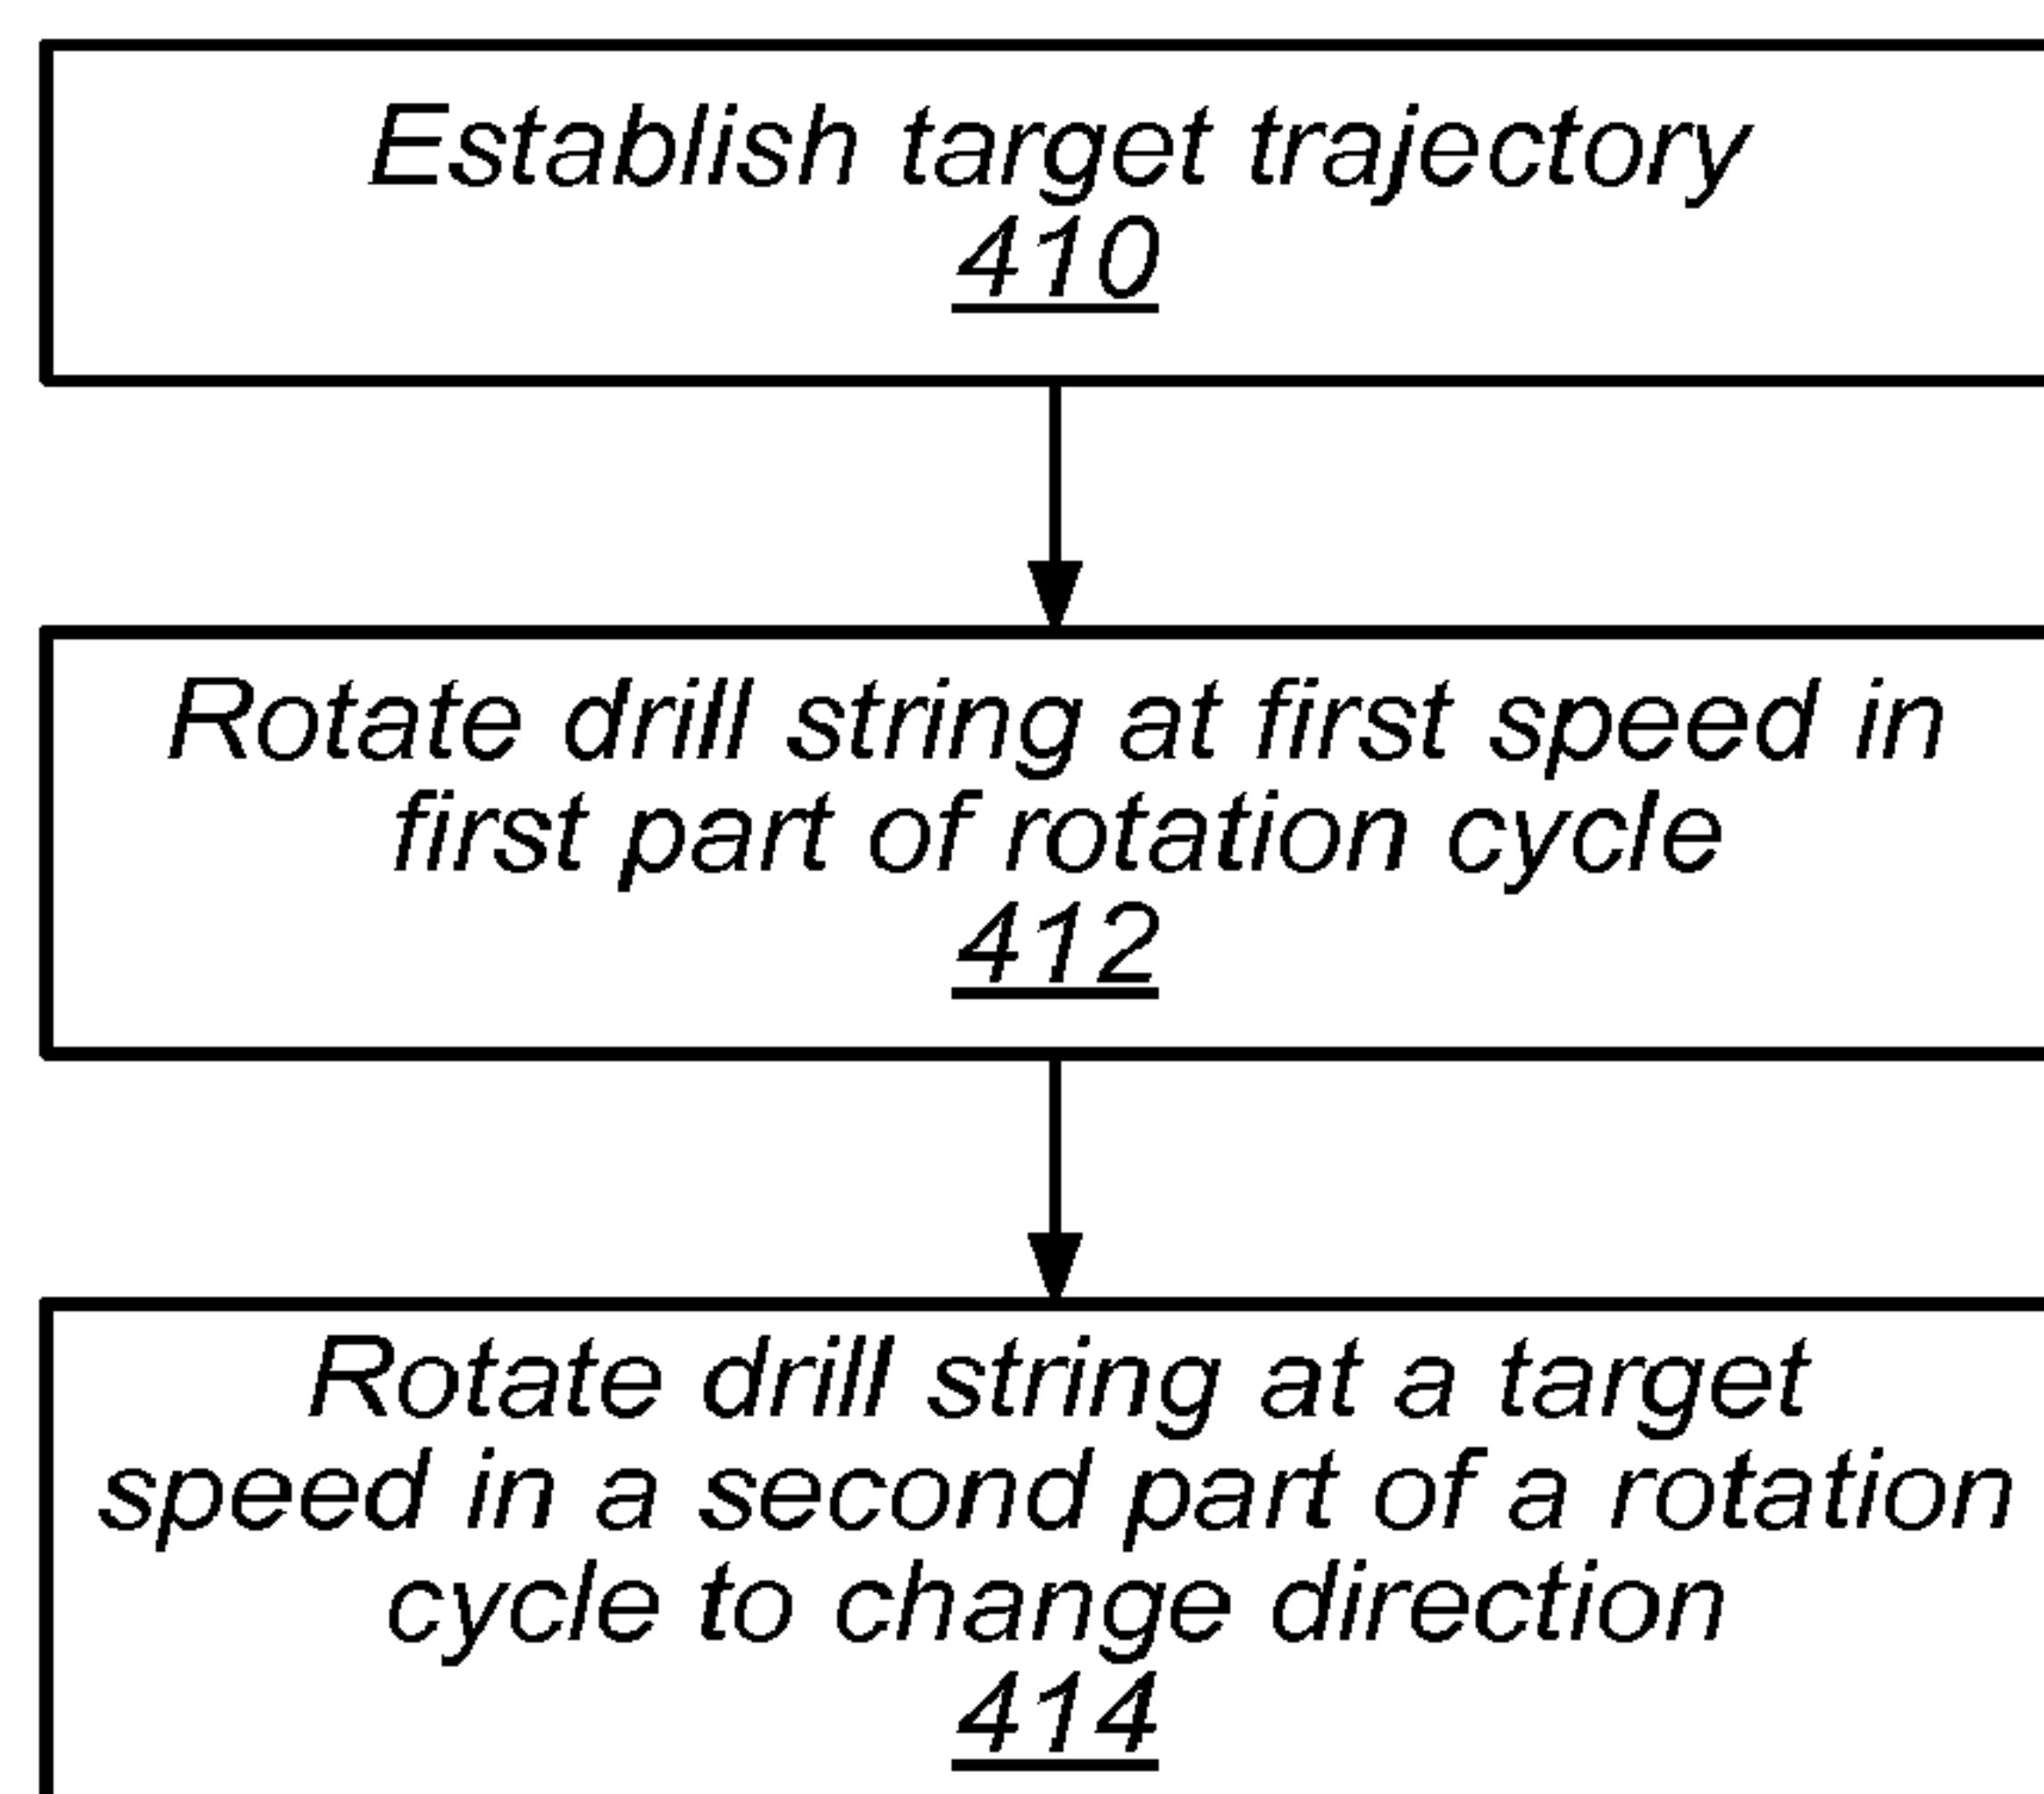 Establish target trajectory
410
Rotate drill string at first speed in
first part of rotation cycle
412
Rotate drill string at a target
speed in a second part of a rotation
cycle to change direction
414